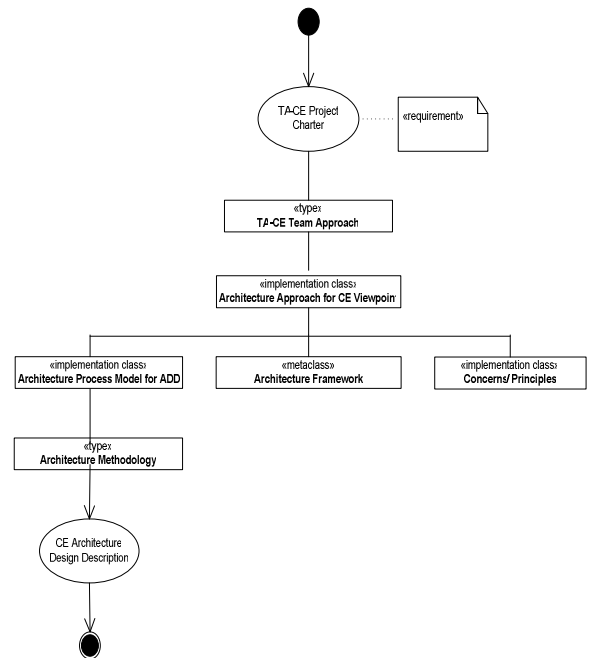 TA-CE Project
Charter
«requirement»
«type»
TA-CE Team Approach
«implementation class»
Architecture Approach for CE Viewpoint
«implementation class»
Architecture Process Model for ADD
«metaclass»
Architecture Framework
«implementation class»
Concerns/Principles
«type»
Architecture Methodology
CE Architecture
Design Description